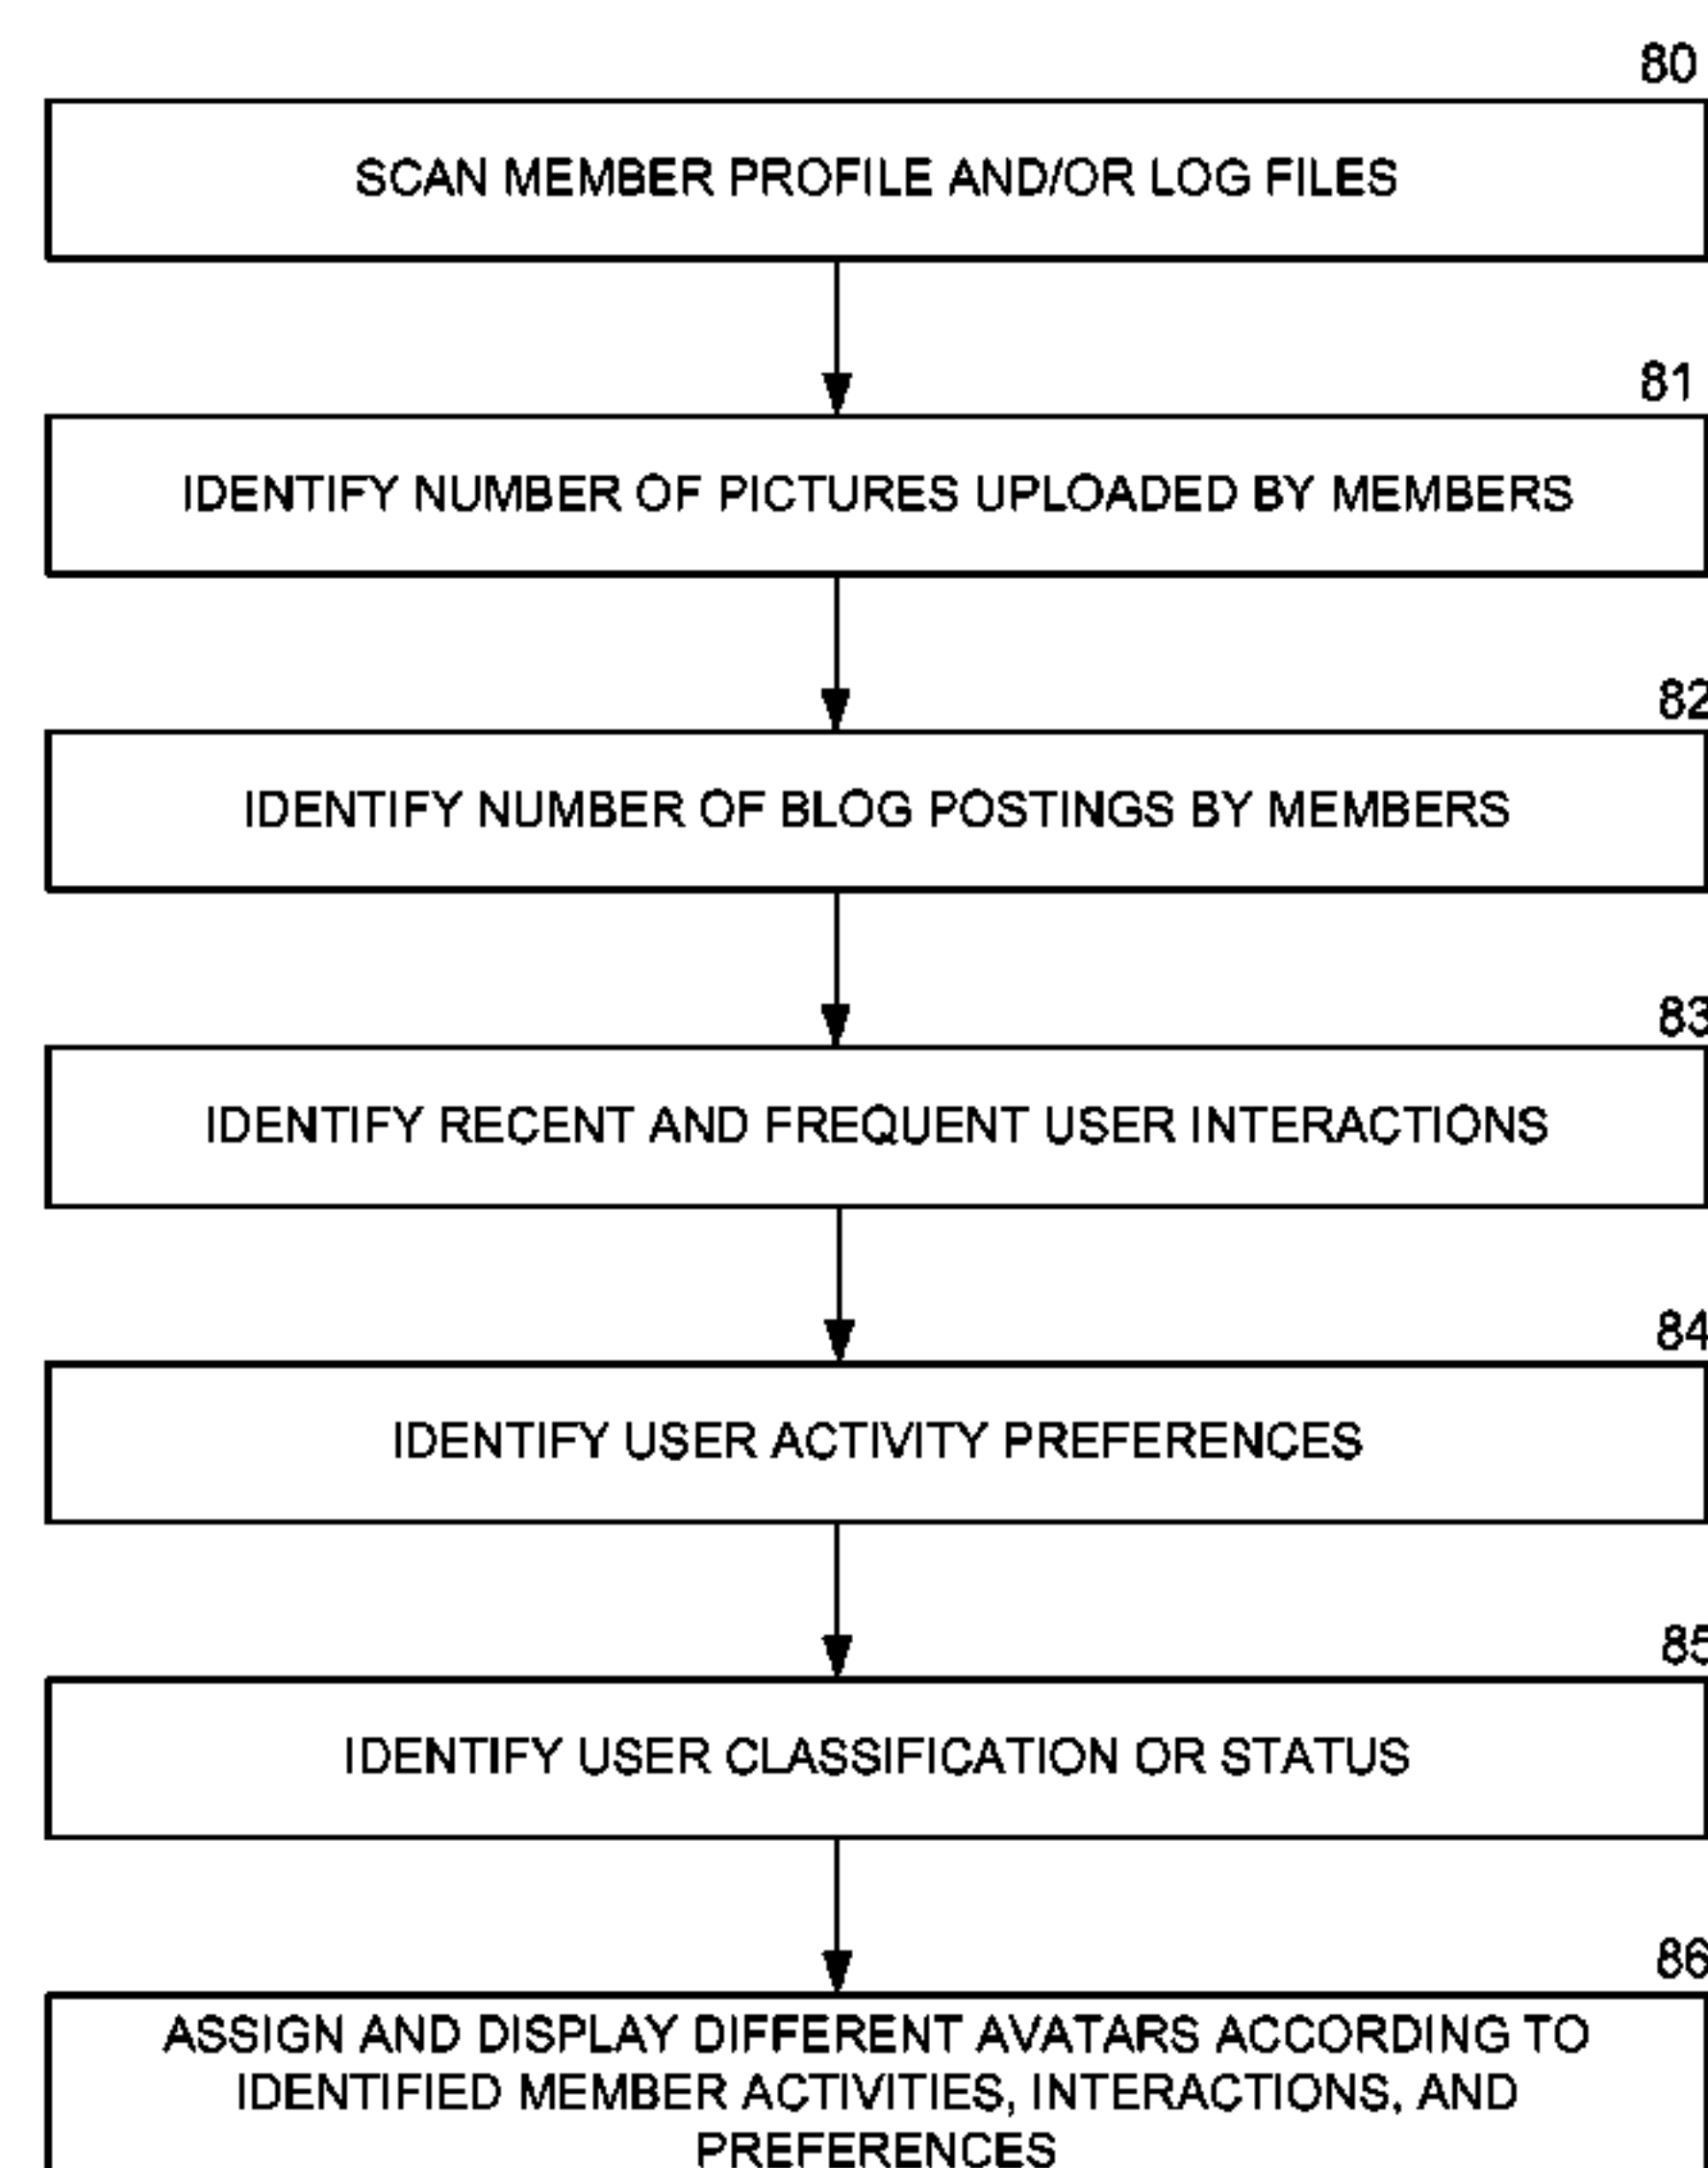 80
SCAN MEMBER PROFILE AND/OR LOG FILES
81
IDENTIFY NUMBER OF PICTURES UPLOADED BY MEMBERS
82
IDENTIFY NUMBER OF BLOG POSTINGS BY MEMBERS
83
IDENTIFY RECENT AND FREQUENT USER INTERACTIONS
84
IDENTIFY USER ACTIVITY PREFERENCES
85
IDENTIFY USER CLASSIFICATION OR STATUS
86
ASSIGN AND DISPLAY DIFFERENT AVATARS ACCORDING TO
IDENTIFIED MEMBER ACTIVITIES, INTERACTIONS, AND
PREFERENCES